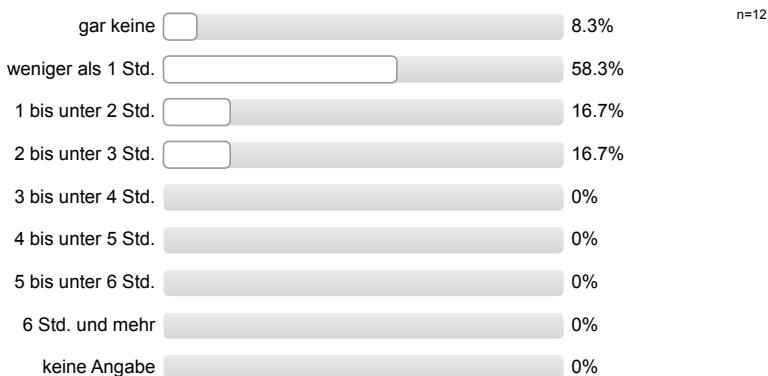 n=12
gar keine 8.3%
weniger als 1 Std. 58.3%
1 bis unter 2 Std. 16.7%
2 bis unter 3 Std. 16.7%
3 bis unter 4 Std. 0%
4 bis unter 5 Std. 0%
5 bis unter 6 Std. 0%
6 Std. und mehr 0%
keine Angabe 0%